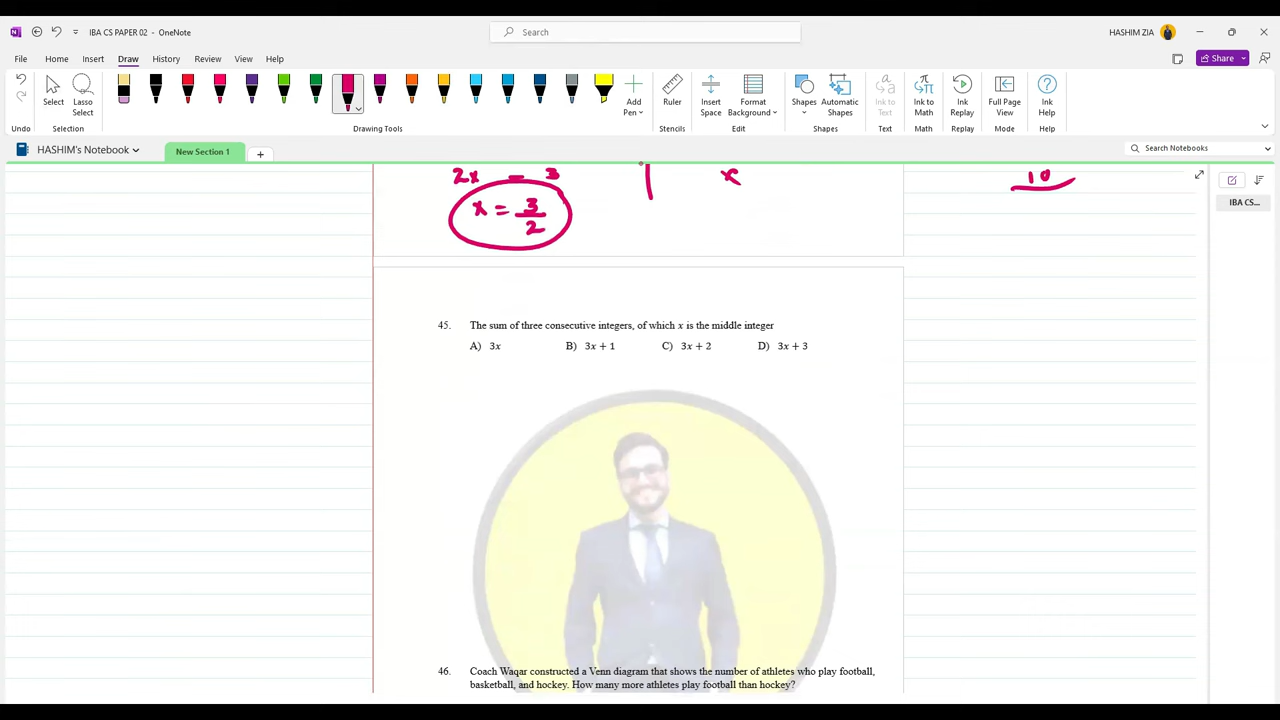 IBA CS PAPER 02 - OneNote
Search
HASHIM ZIA
File Home Insert Draw History Review View Help
Share
Select
Lasso Select
Add Pen
Ruler
Insert Space
Format Background
Shapes
Automatic Shapes
Ink to Text
Ink to Math
Ink Replay
Full Page View
Ink Help
Undo Selection Drawing Tools Stencils Edit Shapes Text Math Replay Mode Help
HASHIM's Notebook New Section 1 + Search Notebooks
IBA CS...
2x = 3
x
10
x = 3/2
45. The sum of three consecutive integers, of which x is the middle integer
A) 3x B) 3x + 1 C) 3x + 2 D) 3x + 3
46. Coach Waqar constructed a Venn diagram that shows the number of athletes who play football,
basketball, and hockey. How many more athletes play football than hockey?